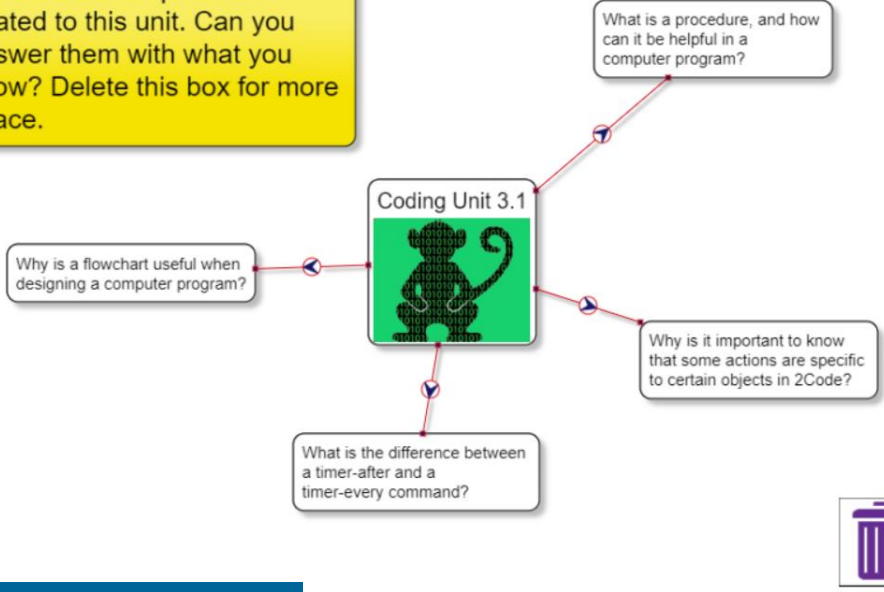 ated to this unit. Can you
swer them with what you
ow? Delete this box for more
ace.
What is a procedure, and how
can it be helpful in a
computer program?
Coding Unit 3.1
Why is a flowchart useful when
designing a computer program?
Why is it important to know
that some actions are specific
to certain objects in 2Code?
What is the difference between
a timer-after and a
timer-every command?